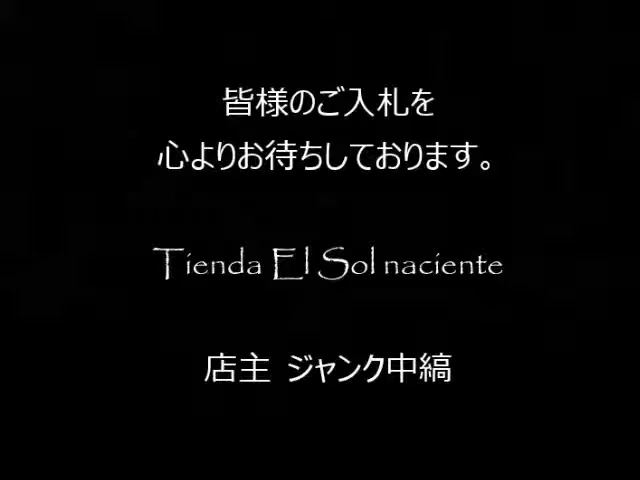 皆様のご入札を
心よりお待ちしております。
Tienda El Sol naciente
店主 ジャンク中縞